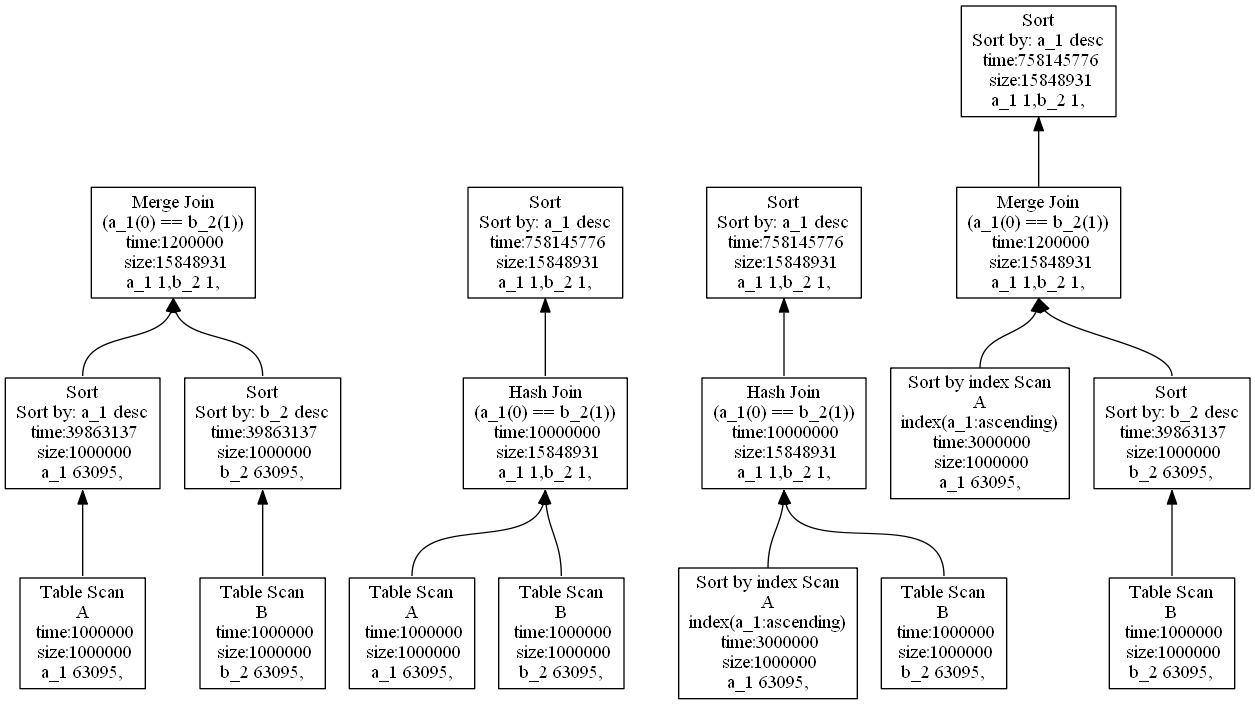 Sort
Sort by: a_1 desc
time:758145776
size:15848931
a_1 1,b_2 1,
Merge Join
(a_1(0) == b_2(1))
time:1200000
size:15848931
a_1 1,b_2 1,
Sort
Sort by: a_1 desc
time:758145776
size:15848931
a_1 1,b_2 1,
Sort
Sort by: a_1 desc
time:758145776
size:15848931
a_1 1,b_2 1,
Merge Join
(a_1(0) == b_2(1))
time:1200000
size:15848931
a_1 1,b_2 1,
Sort
Sort by: a_1 desc
time:39863137
size:1000000
a_1 63095,
Sort
Sort by: b_2 desc
time:39863137
size:1000000
b_2 63095,
Hash Join
(a_1(0) == b_2(1))
time:10000000
size:15848931
a_1 1,b_2 1,
Hash Join
(a_1(0) == b_2(1))
time:10000000
size:15848931
a_1 1,b_2 1,
Sort by index Scan
A
index(a_1:ascending)
time:3000000
size:1000000
a_1 63095,
Sort
Sort by: b_2 desc
time:39863137
size:1000000
b_2 63095,
Table Scan
A
time:1000000
size:1000000
a_1 63095,
Table Scan
B
time:1000000
size:1000000
b_2 63095,
Table Scan
A
time:1000000
size:1000000
a_1 63095,
Table Scan
B
time:1000000
size:1000000
b_2 63095,
Sort by index Scan
A
index(a_1:ascending)
time:3000000
size:1000000
a_1 63095,
Table Scan
B
time:1000000
size:1000000
b_2 63095,
Table Scan
B
time:1000000
size:1000000
b_2 63095,